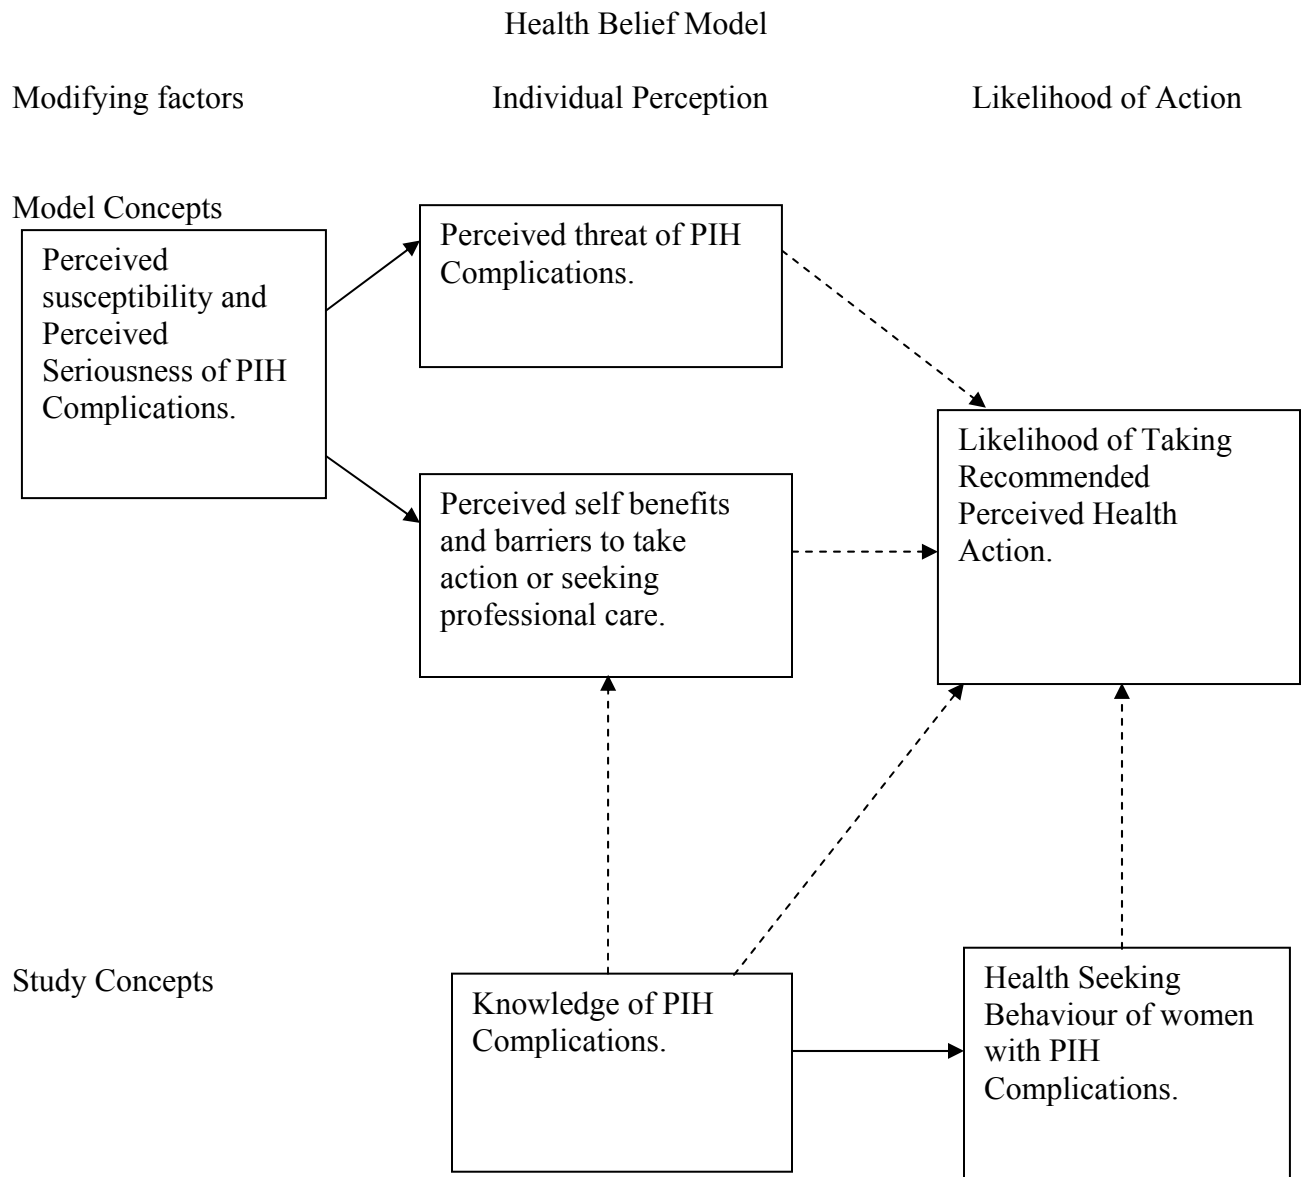 Health Belief Model
Modifying factors
Individual Perception
Likelihood of Action
Model Concepts
Perceived
susceptibility and
Perceived
Seriousness of PIH
Complications.
Perceived threat of PIH
Complications.
Perceived self benefits
and barriers to take
action or seeking
professional care.
Likelihood of Taking
Recommended
Perceived Health
Action.
Study Concepts
Knowledge of PIH
Complications.
Health Seeking
Behaviour of women
with PIH
Complications.